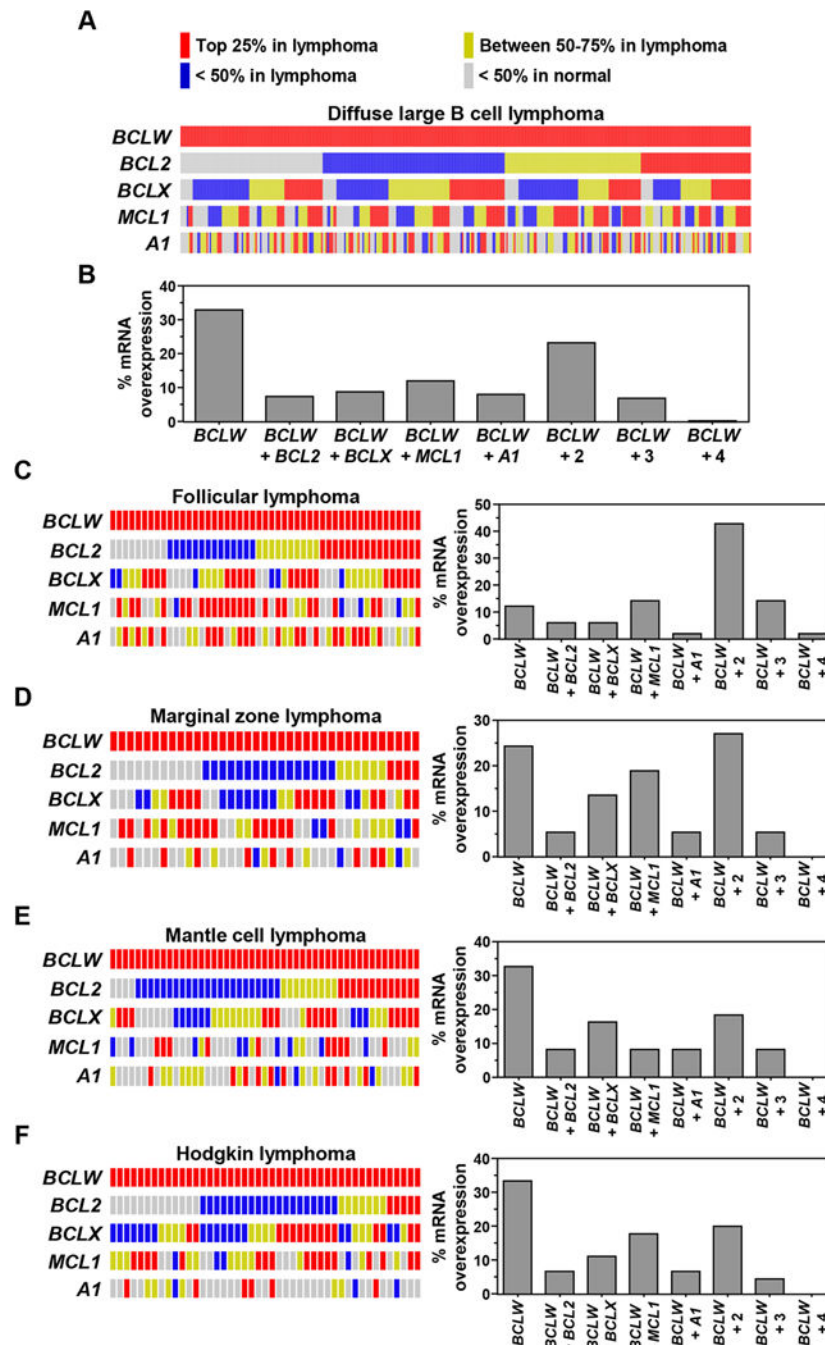 A
Top 25% in lymphoma
Between 50-75% in lymphoma
< 50% in lymphoma
< 50% in normal
Diffuse large B cell lymphoma
BCLW
BCL2
BCLX
MCL1
A1
B
% mRNA
overexpression
40
30
20
10
0
BCLW
BCLW
+ BCL2
BCLW
+ BCLX
BCLW
+ MCL1
BCLW
+ A1
BCLW
+ 2
BCLW
+ 3
BCLW
+ 4
C
Follicular lymphoma
BCLW
BCL2
BCLX
MCL1
A1
% mRNA
overexpression
50
40
30
20
10
0
BCLW
BCLW
+ BCL2
BCLW
+ BCLX
BCLW
+ MCL1
BCLW
+ A1
BCLW
+ 2
BCLW
+ 3
BCLW
+ 4
D
Marginal zone lymphoma
BCLW
BCL2
BCLX
MCL1
A1
% mRNA
overexpression
30
20
10
0
BCLW
BCLW
+ BCL2
BCLW
+ BCLX
BCLW
+ MCL1
BCLW
+ A1
BCLW
+ 2
BCLW
+ 3
BCLW
+ 4
E
Mantle cell lymphoma
BCLW
BCL2
BCLX
MCL1
A1
% mRNA
overexpression
40
30
20
10
0
BCLW
BCLW
+ BCL2
BCLW
+ BCLX
BCLW
+ MCL1
BCLW
+ A1
BCLW
+ 2
BCLW
+ 3
BCLW
+ 4
F
Hodgkin lymphoma
BCLW
BCL2
BCLX
MCL1
A1
% mRNA
overexpression
40
30
20
10
0
BCLW
BCLW
BCL2
BCLW
BCLX
BCLW
MCL1
BCLW
+ A1
BCLW
+ 2
BCLW
+ 3
BCLW
+ 4